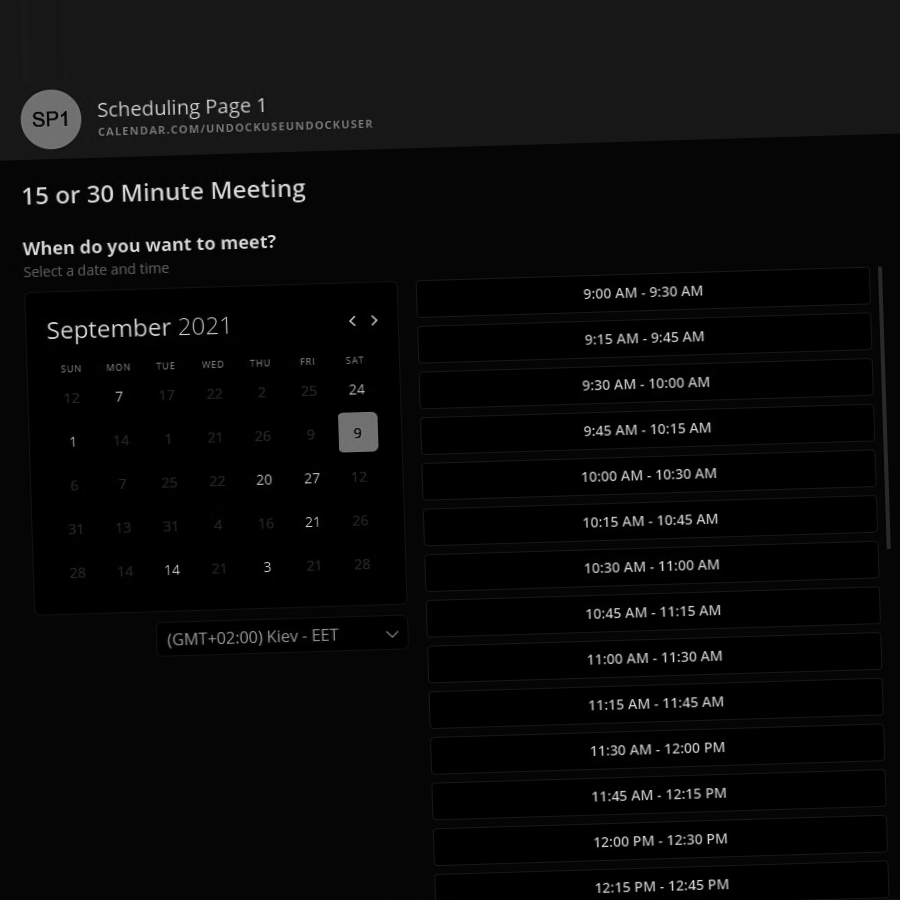 SP1
Scheduling Page 1
CALENDAR.COM/UNDOCKUSEUNDOCKUSER
15 or 30 Minute Meeting
When do you want to meet?
Select a date and time
September 2021
SUN MON TUE WED THU FRI SAT
12 7 17 22 2 25 24
1 14 1 21 26 9 9
6 7 25 22 20 27 12
31 13 31 4 16 21 26
28 14 14 21 3 21 28
(GMT+02:00) Kiev - EET
9:00 AM - 9:30 AM
9:15 AM - 9:45 AM
9:30 AM - 10:00 AM
9:45 AM - 10:15 AM
10:00 AM - 10:30 AM
10:15 AM - 10:45 AM
10:30 AM - 11:00 AM
10:45 AM - 11:15 AM
11:00 AM - 11:30 AM
11:15 AM - 11:45 AM
11:30 AM - 12:00 PM
11:45 AM - 12:15 PM
12:00 PM - 12:30 PM
12:15 PM - 12:45 PM